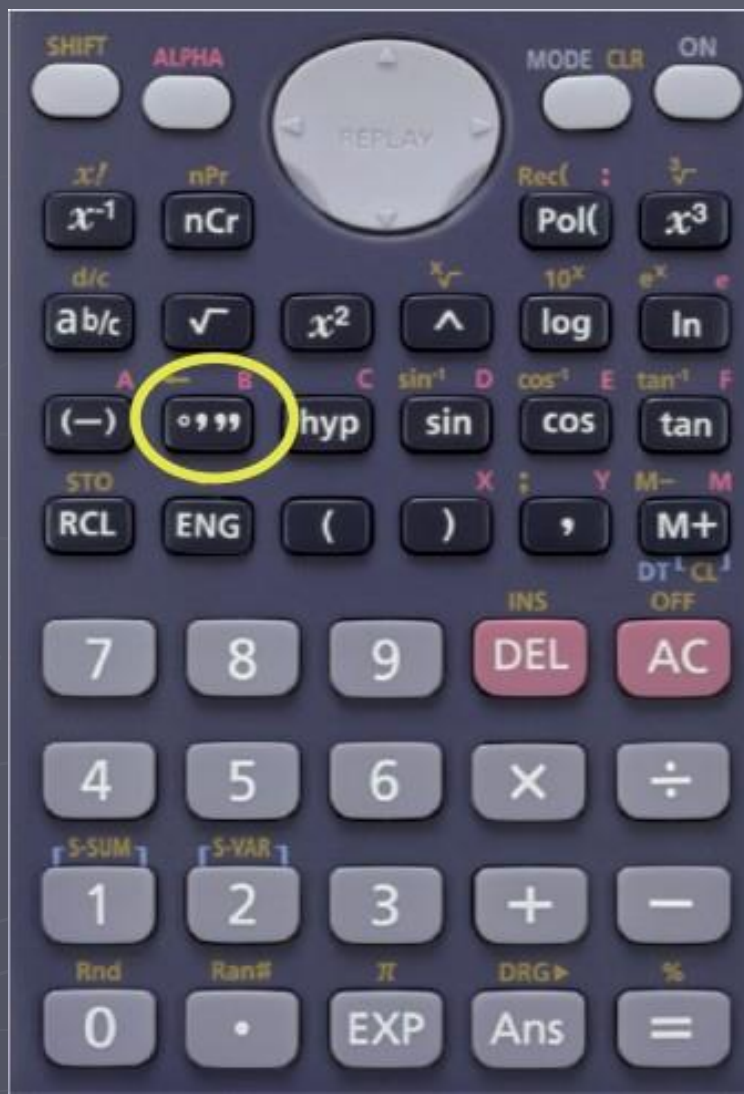 SHIFT ALPHA MODE CLR ON
REPLAY
x! nPr Rec( : ³√
x⁻¹ nCr Pol( x³
d/c ˣ√ 10ˣ eˣ e
a b/c √ x² ^ log ln
A ← B C sin⁻¹ D cos⁻¹ E tan⁻¹ F
(−) °,,, hyp sin cos tan
STO X ; Y M− M
RCL ENG ( ) , M+
DT CL
INS OFF
7 8 9 DEL AC
4 5 6 × ÷
S-SUM S-VAR
1 2 3 + −
Rnd Ran# π DRG▶ %
0 . EXP Ans =